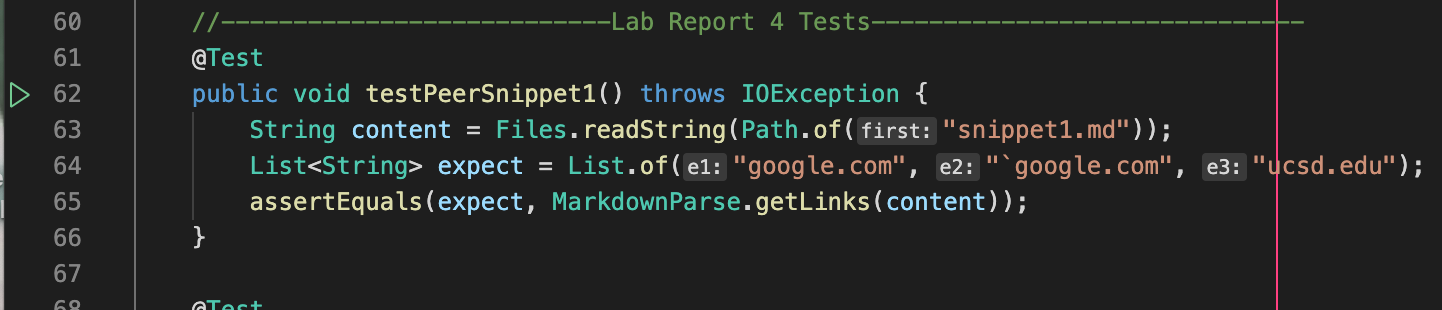 60 //---------------------------Lab Report 4 Tests------------------------------
61 @Test
62 public void testPeerSnippet1() throws IOException {
63 String content = Files.readString(Path.of(first:"snippet1.md"));
64 List<String> expect = List.of(e1:"google.com", e2:"`google.com", e3:"ucsd.edu");
65 assertEquals(expect, MarkdownParse.getLinks(content));
66 }
67
68 @Test